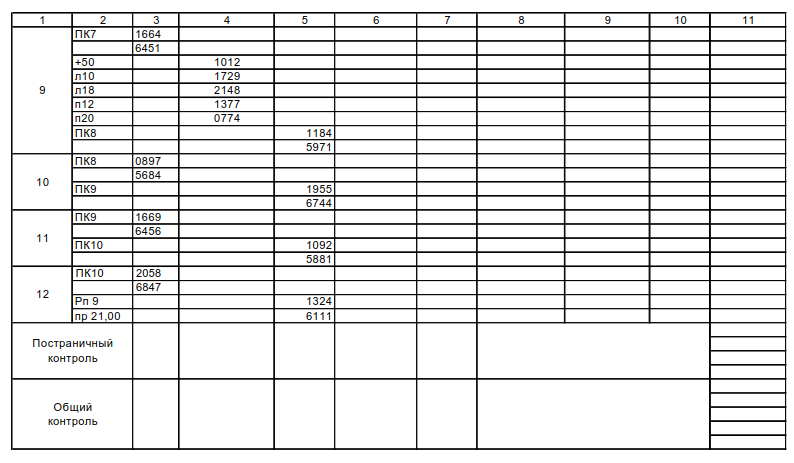 1 2 3 4 5 6 7 8 9 10 11
9 ПК7 1664
6451
+50 1012
л10 1729
л18 2148
п12 1377
п20 0774
ПК8 1184
5971
10 ПК8 0897
5684
ПК9 1955
6744
11 ПК9 1669
6456
ПК10 1092
5881
12 ПК10 2058
6847
Рп 9 1324
пр 21,00 6111
Постраничный
контроль
Общий
контроль